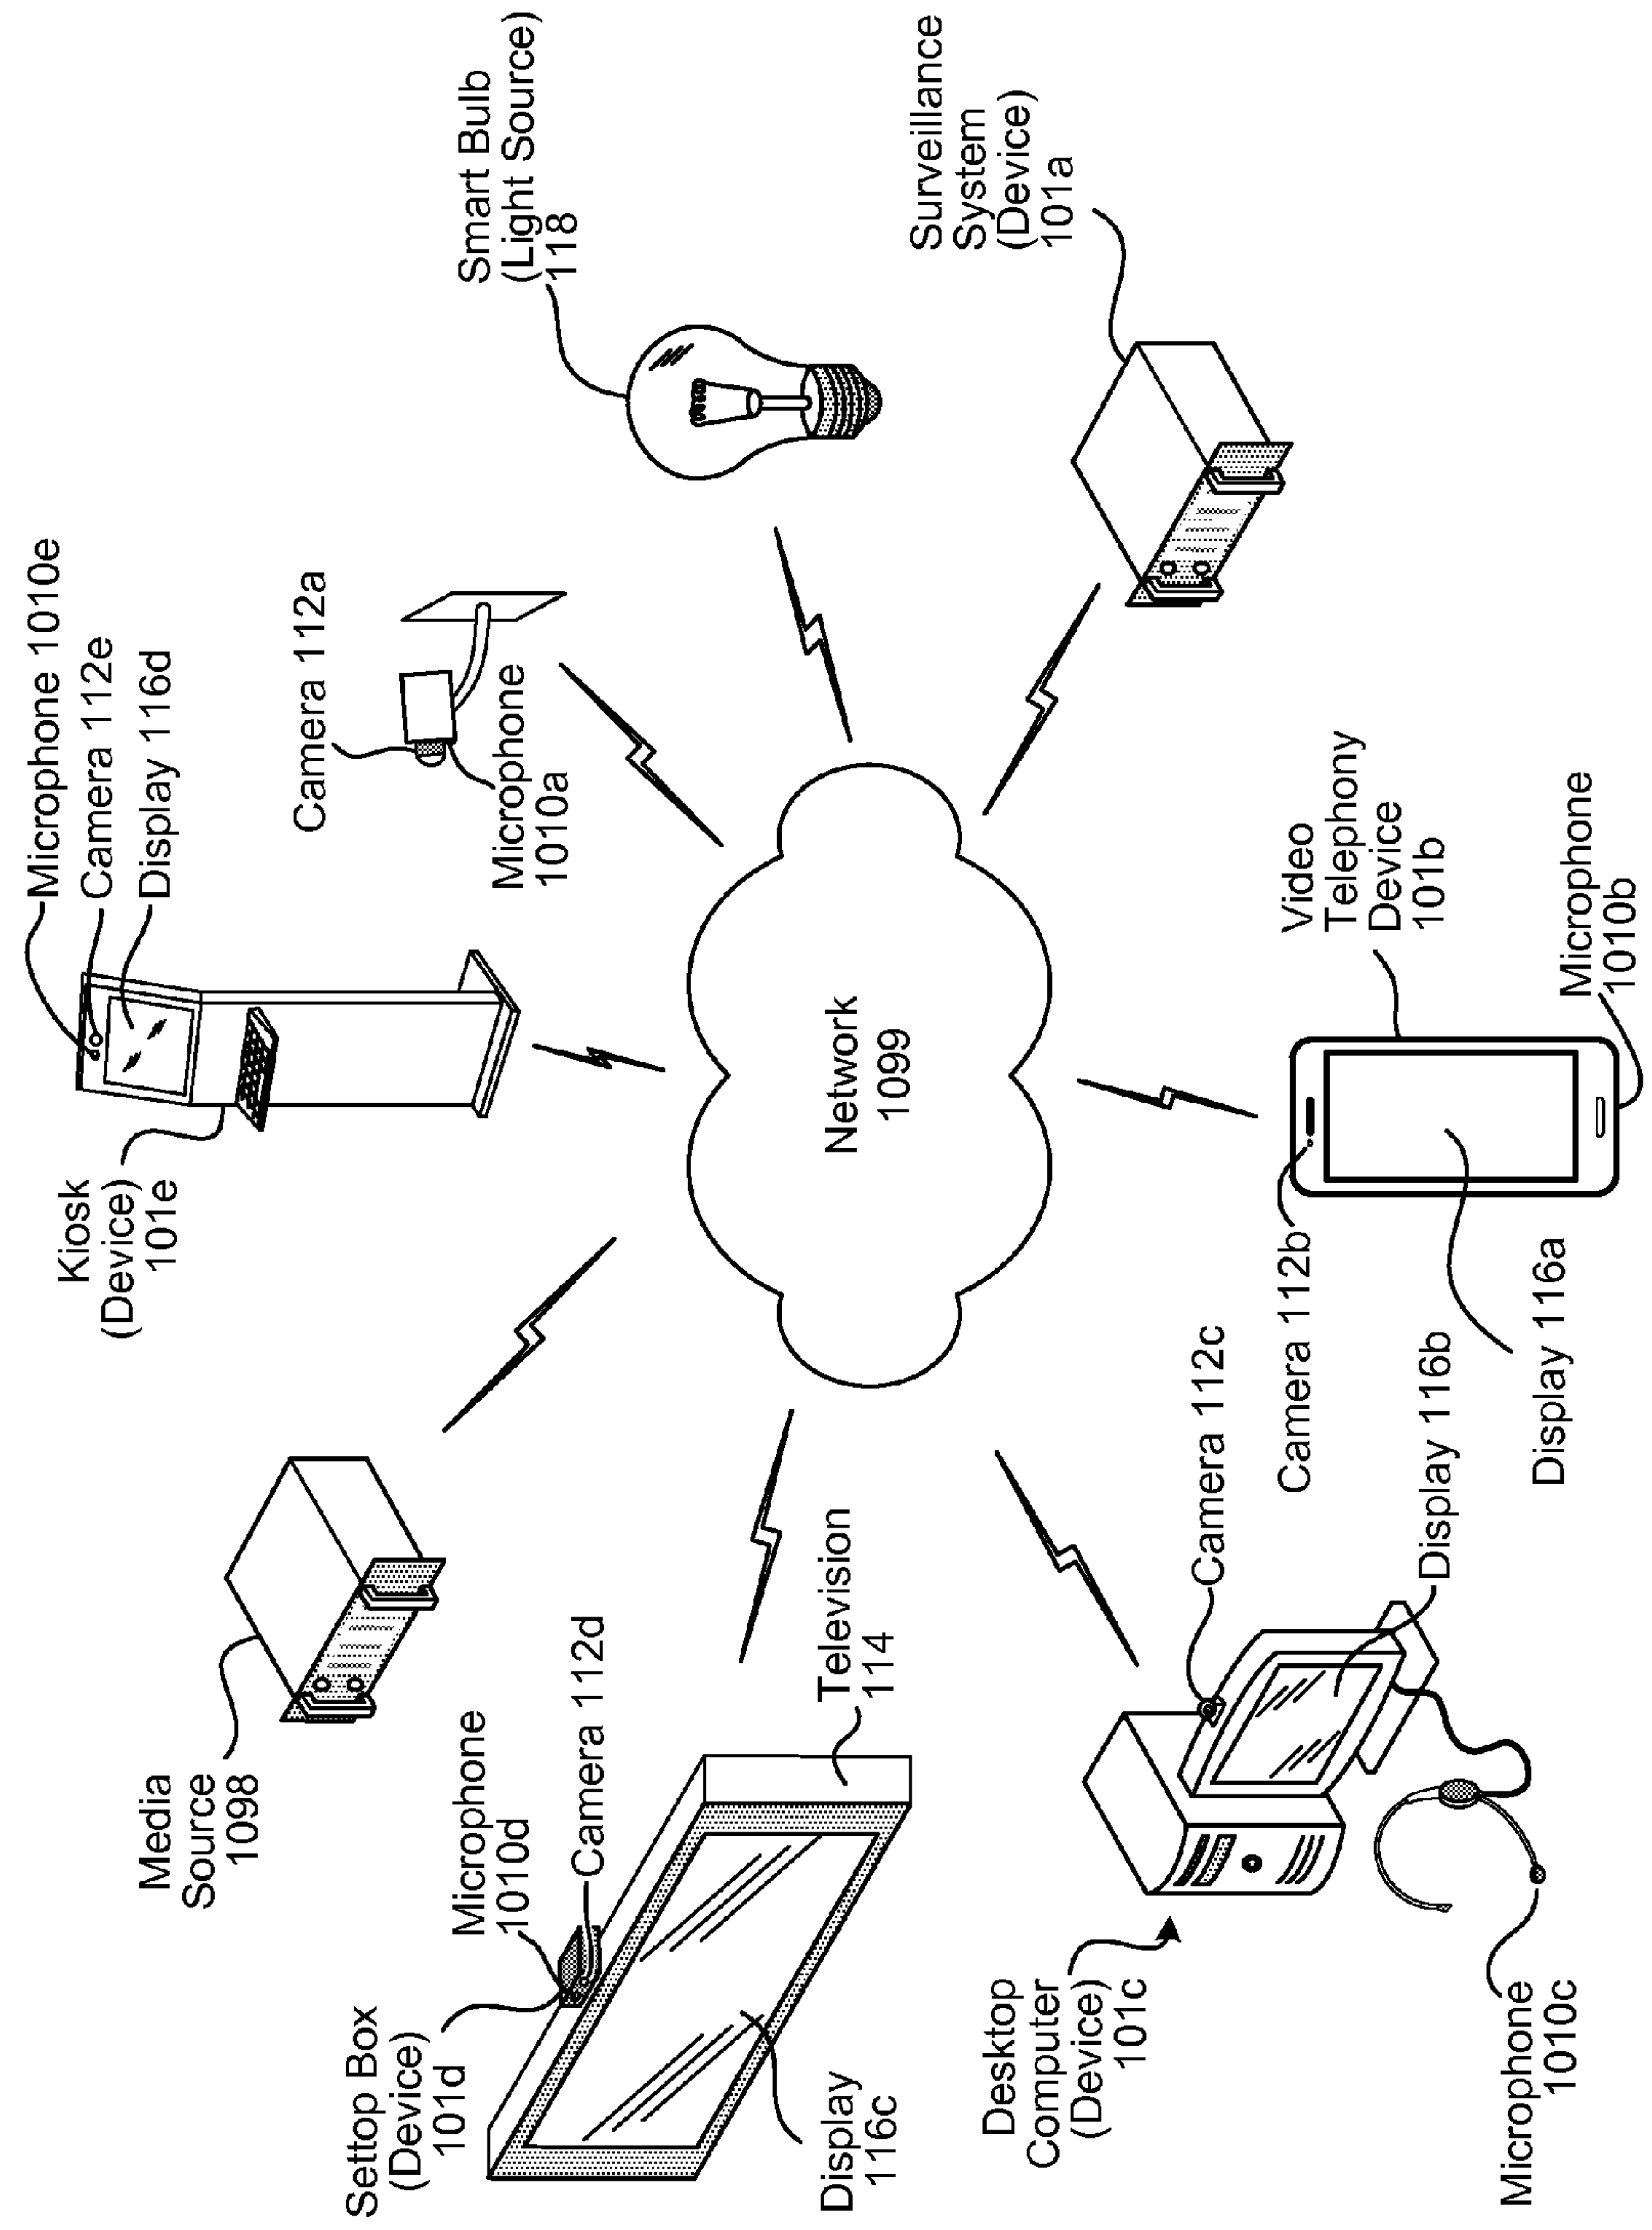 Settop Box
(Device)
101d
Microphone
1010d
Camera 112d
Television
114
Display
116c
Media
Source
1098
Kiosk
(Device)
101e
Microphone 1010e
Camera 112e
Display 116d
Camera 112a
Microphone
1010a
Smart Bulb
(Light Source)
118
Surveillance
System
(Device)
101a
Network
1099
Desktop
Computer
(Device)
101c
Camera 112c
Display 116b
Microphone
1010c
Camera 112b
Display 116a
Video
Telephony
Device
101b
Microphone
1010b